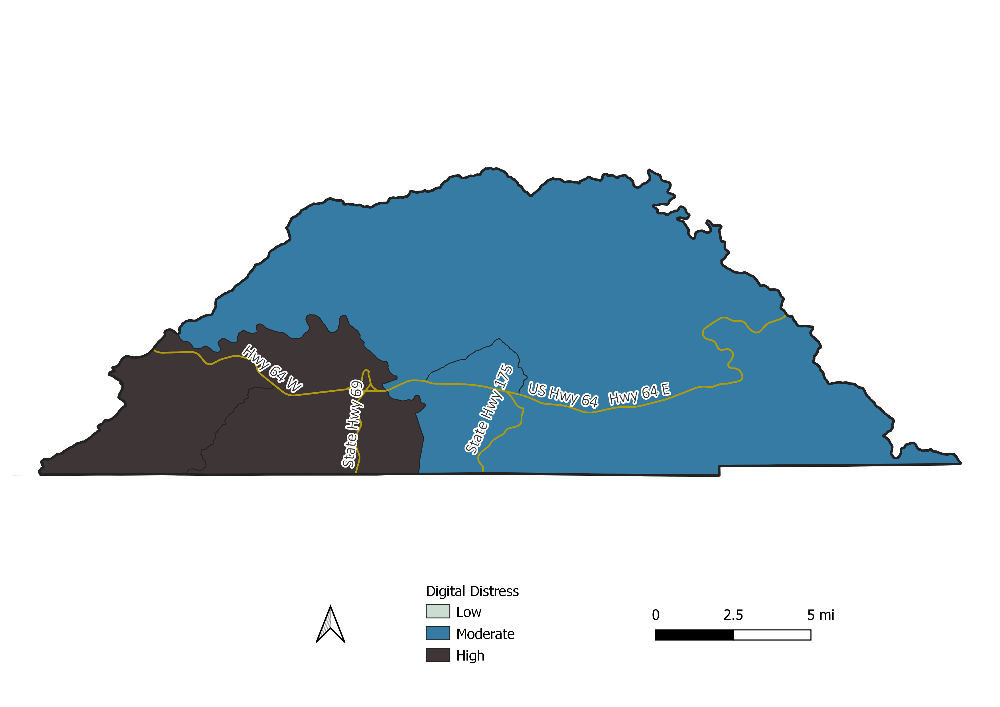 Hwy 64 W
State Hwy 69
State Hwy 175
US Hwy 64
Hwy 64 E
Digital Distress
Low
Moderate
High
0 2.5 5 mi